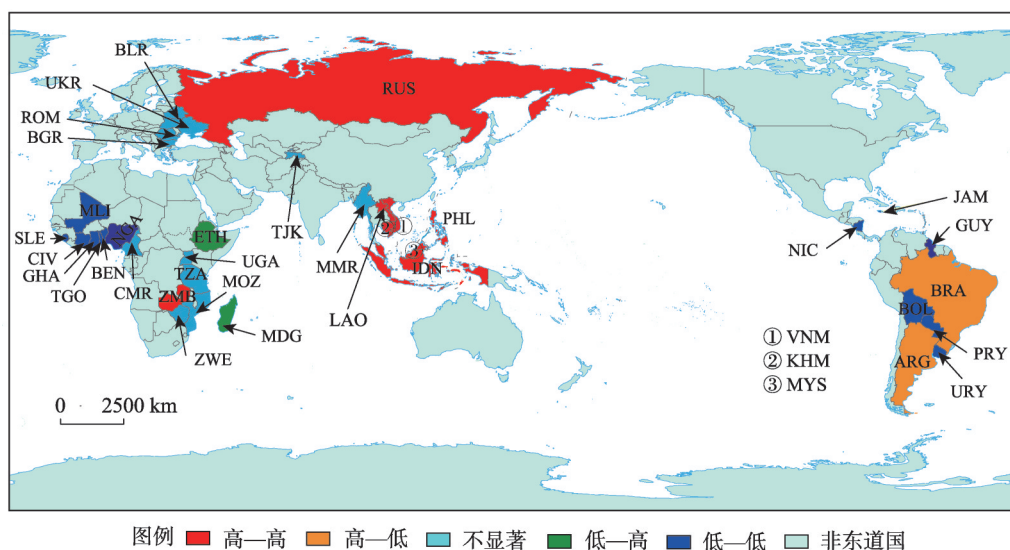 BLR
UKR
ROM
BGR
RUS
MLI
SLE
CIV
GHA
TGO
BEN
CMR
ETH
UGA
TZA
MOZ
ZMB
MDG
ZWE
TJK
MMR
LAO
PHL
① ② ③
IDN
JAM
NIC
GUY
BRA
BOL
PRY
ARG
URY
① VNM
② KHM
③ MYS
0 2500 km
图例 高—高 高—低 不显著 低—高 低—低 非东道国